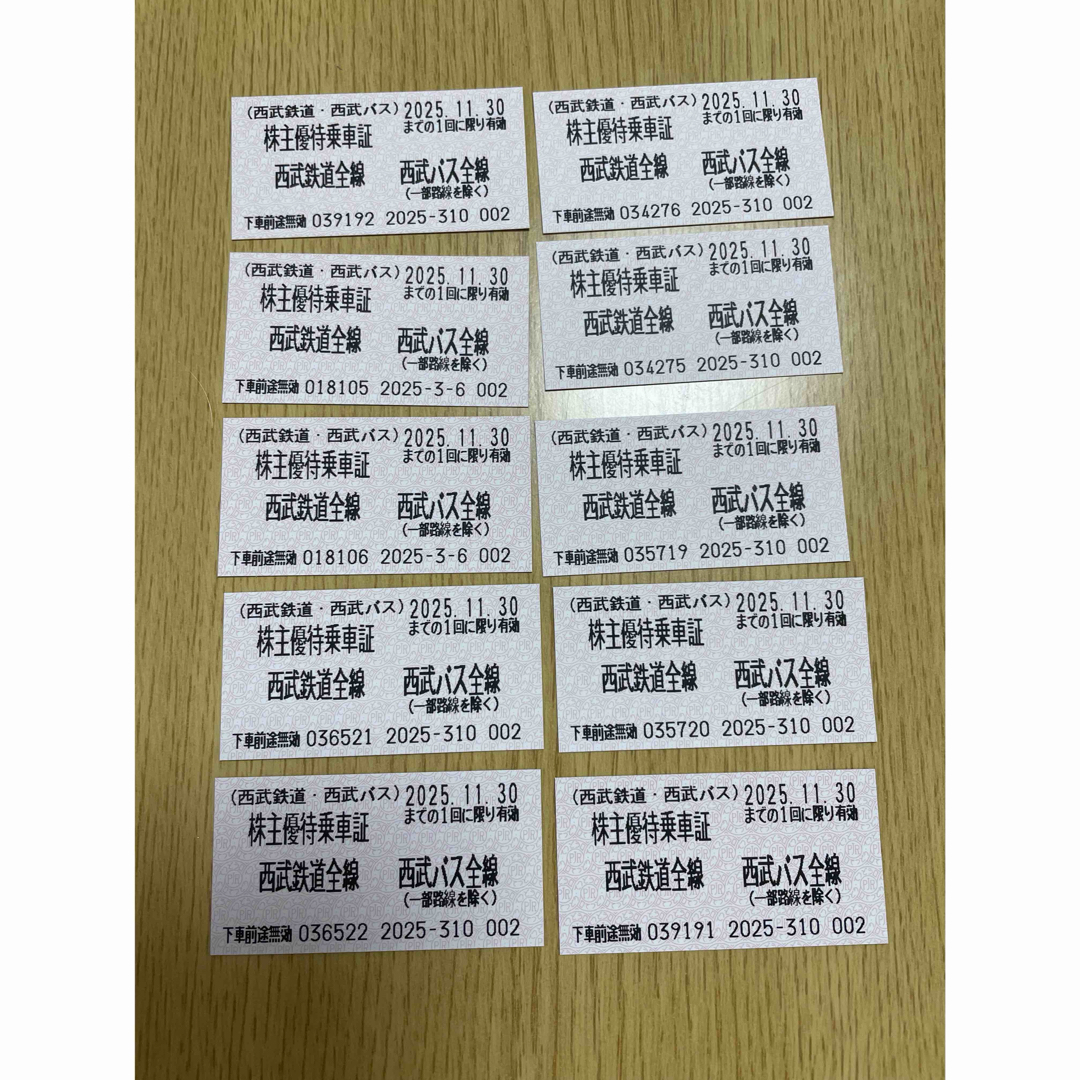 (西武鉄道・西武バス) 2025.11.30
株主優待乗車証 までの1回に限り有効
西武鉄道全線 西武バス全線
(一部路線を除く)
下車前途無効 039192 2025-310 002
(西武鉄道・西武バス) 2025.11.30
株主優待乗車証 までの1回に限り有効
西武鉄道全線 西武バス全線
(一部路線を除く)
下車前途無効 034276 2025-310 002
(西武鉄道・西武バス) 2025.11.30
株主優待乗車証 までの1回に限り有効
西武鉄道全線 西武バス全線
(一部路線を除く)
下車前途無効 018105 2025-3-6 002
(西武鉄道・西武バス) 2025.11.30
株主優待乗車証 までの1回に限り有効
西武鉄道全線 西武バス全線
(一部路線を除く)
下車前途無効 034275 2025-310 002
(西武鉄道・西武バス) 2025.11.30
株主優待乗車証 までの1回に限り有効
西武鉄道全線 西武バス全線
(一部路線を除く)
下車前途無効 018106 2025-3-6 002
(西武鉄道・西武バス) 2025.11.30
株主優待乗車証 までの1回に限り有効
西武鉄道全線 西武バス全線
(一部路線を除く)
下車前途無効 035719 2025-310 002
(西武鉄道・西武バス) 2025.11.30
株主優待乗車証 までの1回に限り有効
西武鉄道全線 西武バス全線
(一部路線を除く)
下車前途無効 036521 2025-310 002
(西武鉄道・西武バス) 2025.11.30
株主優待乗車証 までの1回に限り有効
西武鉄道全線 西武バス全線
(一部路線を除く)
下車前途無効 035720 2025-310 002
(西武鉄道・西武バス) 2025.11.30
株主優待乗車証 までの1回に限り有効
西武鉄道全線 西武バス全線
(一部路線を除く)
下車前途無効 036522 2025-310 002
(西武鉄道・西武バス) 2025.11.30
株主優待乗車証 までの1回に限り有効
西武鉄道全線 西武バス全線
(一部路線を除く)
下車前途無効 039191 2025-310 002